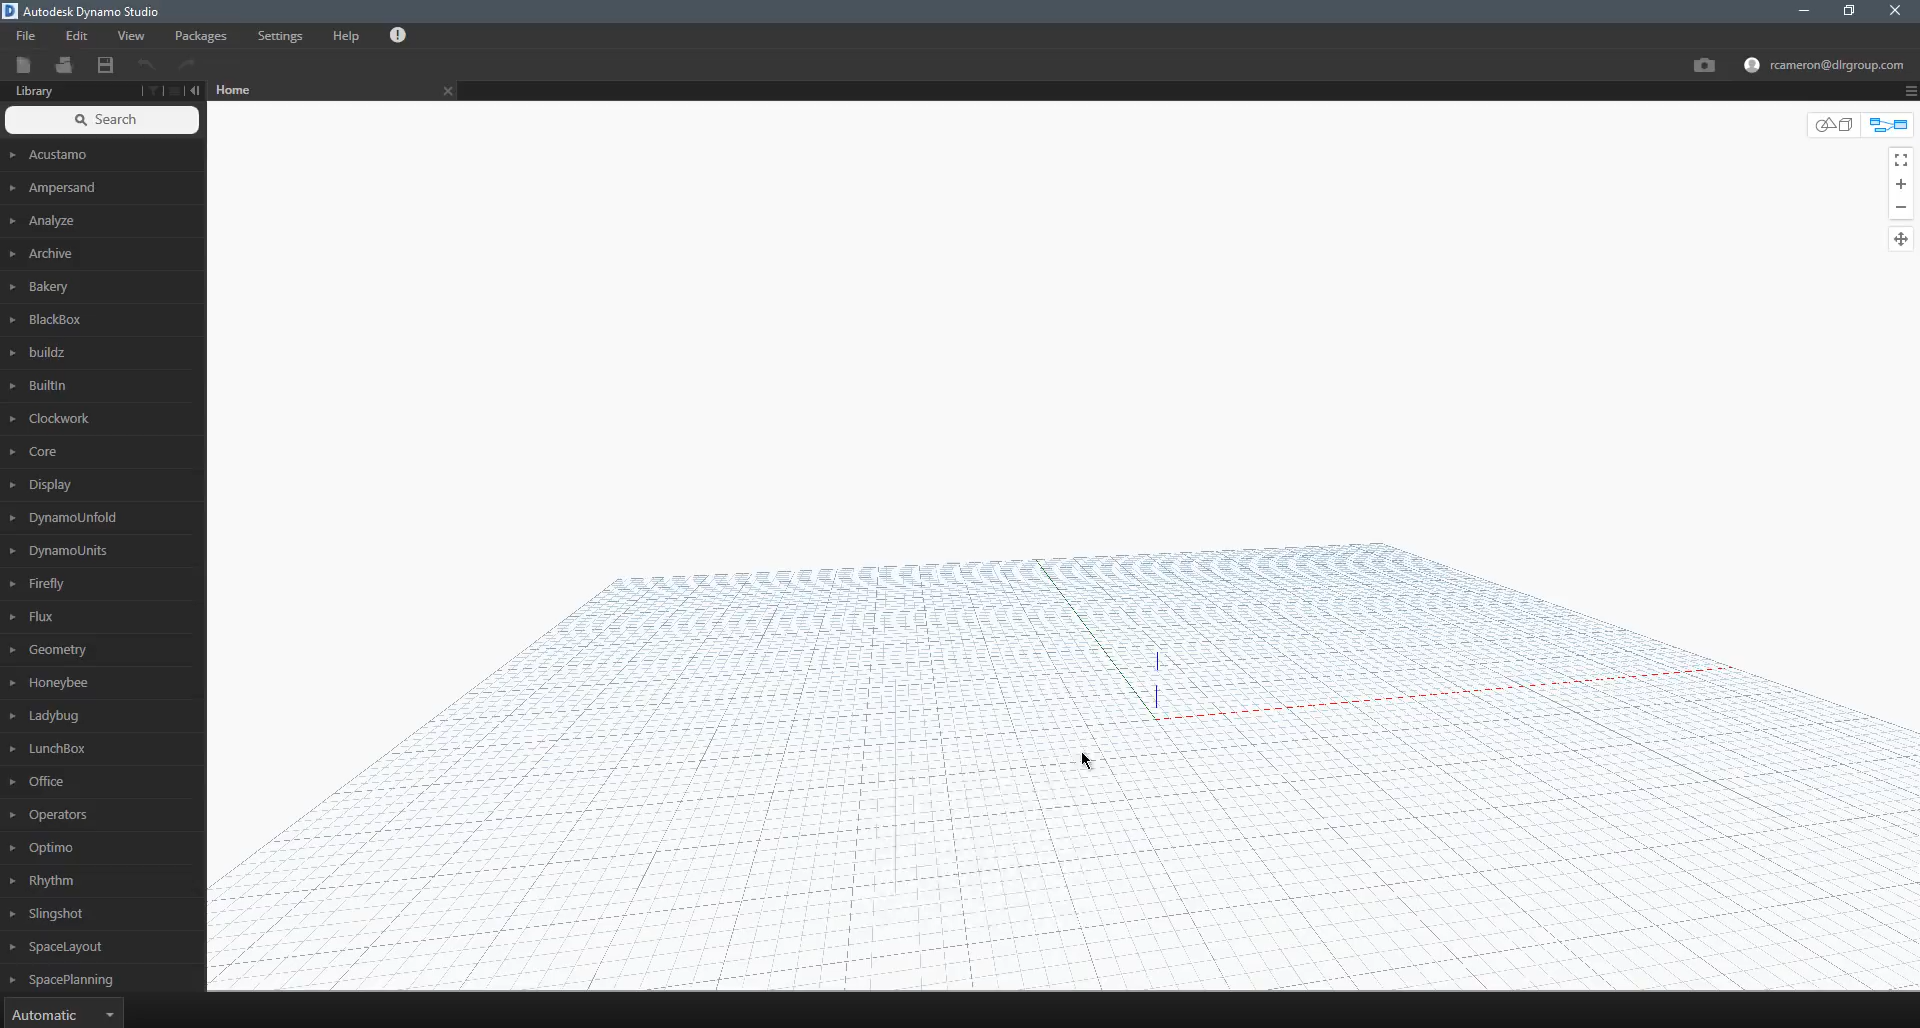 Autodesk Dynamo Studio
File Edit View Packages Settings Help
rcameron@dlrgroup.com
Library
Home
Search
Acustamo
Ampersand
Analyze
Archive
Bakery
BlackBox
buildz
BuiltIn
Clockwork
Core
Display
DynamoUnfold
DynamoUnits
Firefly
Flux
Geometry
Honeybee
Ladybug
LunchBox
Office
Operators
Optimo
Rhythm
Slingshot
SpaceLayout
SpacePlanning
Automatic